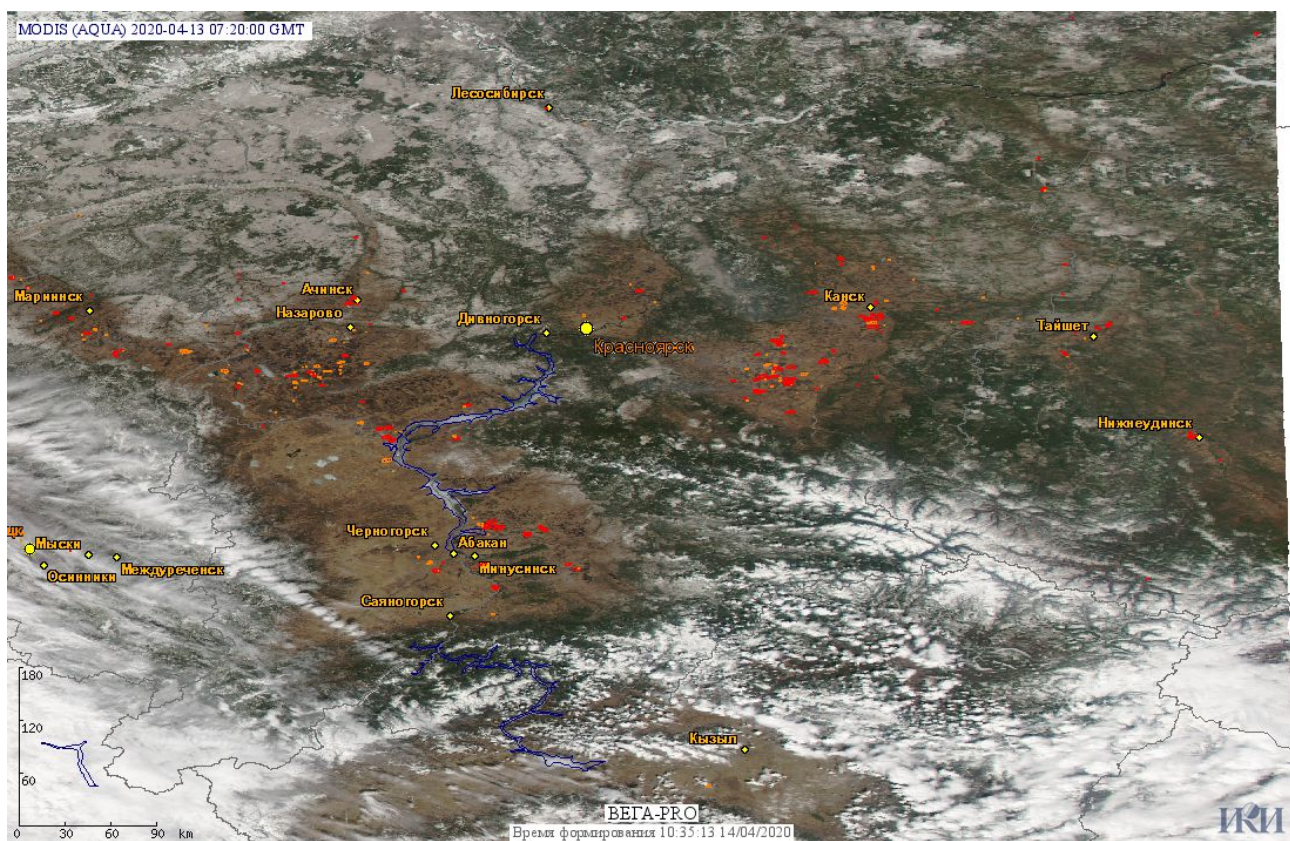 MODIS (AQUA) 2020-04-13 07:20:00 GMT
Лесосибирск
Ачинск
Мариинск
Назарово
Канск
Дивногорск
Красноярск
Тайшет
Нижнеудинск
цк
Мыски
Черногорск
Абакан
Осинники
Междуреченск
Минусинск
Саяногорск
180
120
Кызыл
60
ВЕГА-PRO
0 30 60 90 км
Время формирования 10:35:13 14/04/2020
ИКИ